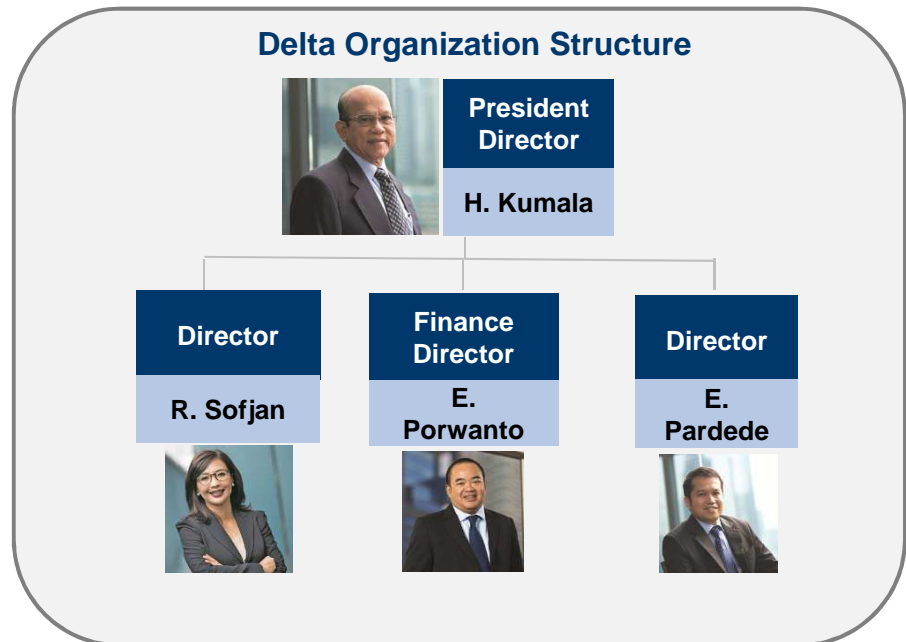 Delta Organization Structure
President
Director
H. Kumala
Director
R. Sofjan
Finance
Director
E.
Porwanto
Director
E.
Pardede